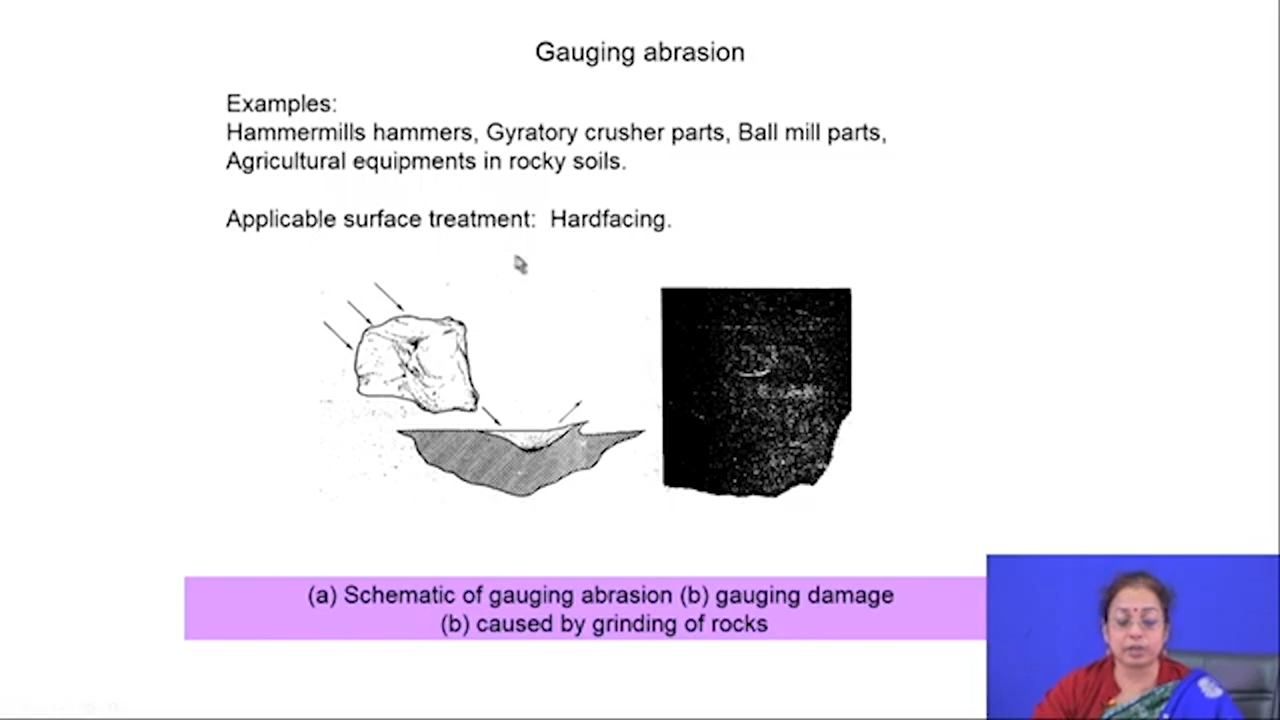 Gauging abrasion
Examples:
Hammermills hammers, Gyratory crusher parts, Ball mill parts,
Agricultural equipments in rocky soils.
Applicable surface treatment: Hardfacing.
(a) Schematic of gauging abrasion (b) gauging damage
(b) caused by grinding of rocks